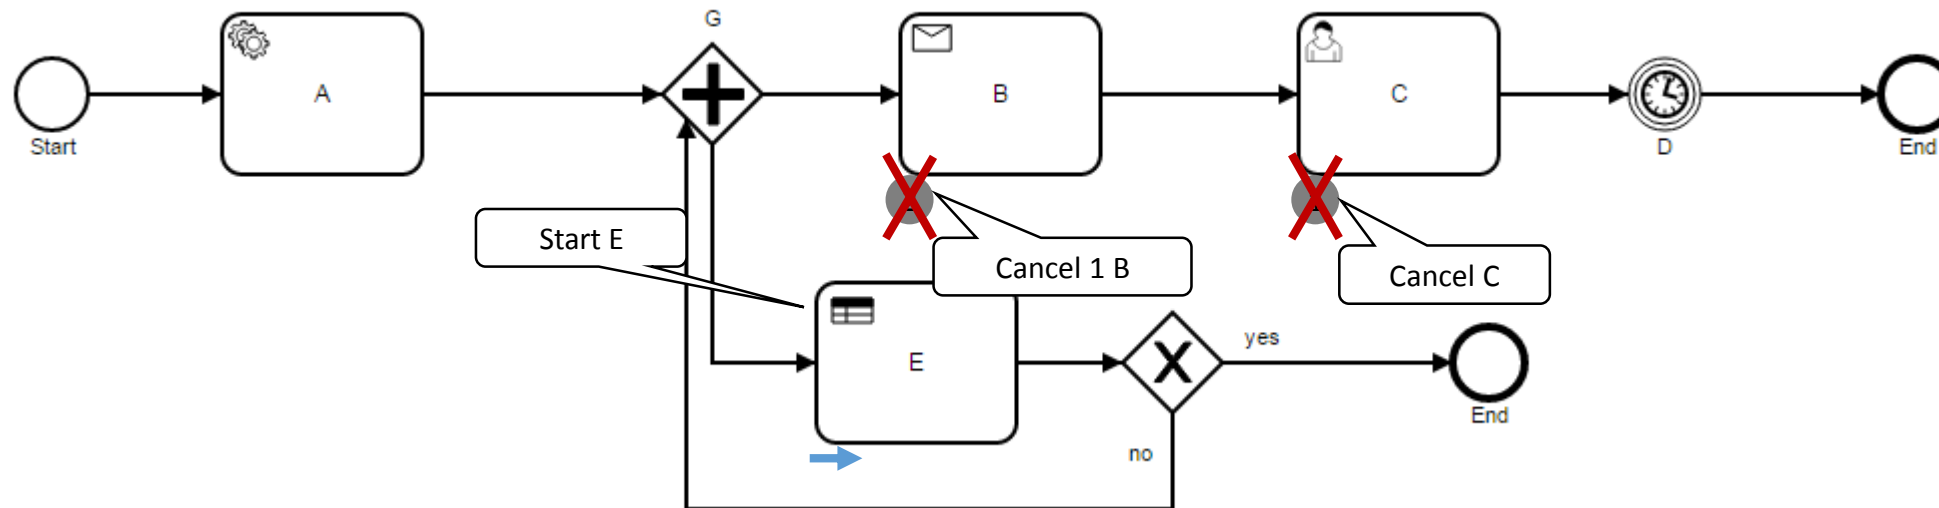 G
A
B
C
Start
D
End
Start E
Cancel 1 B
Cancel C
E
yes
End
no